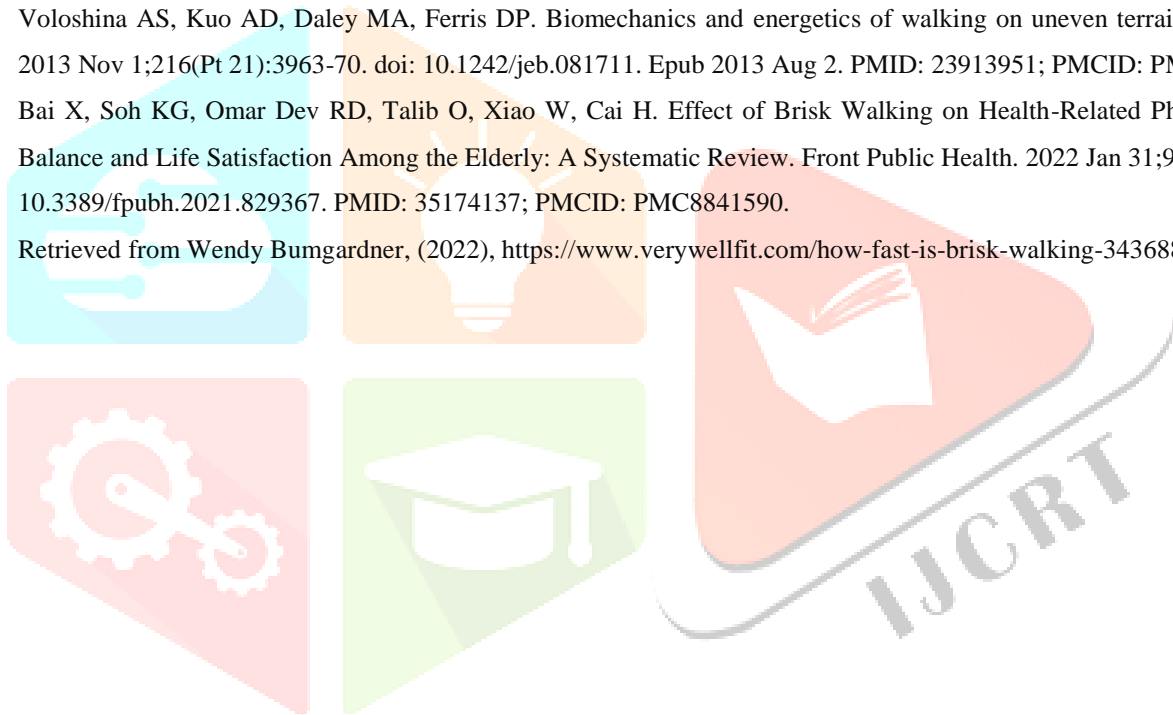 Voloshina AS, Kuo AD, Daley MA, Ferris DP. Biomechanics and energetics of walking on uneven terrai
2013 Nov 1;216(Pt 21):3963-70. doi: 10.1242/jeb.081711. Epub 2013 Aug 2. PMID: 23913951; PMCID: PM
Bai X, Soh KG, Omar Dev RD, Talib O, Xiao W, Cai H. Effect of Brisk Walking on Health-Related Ph
Balance and Life Satisfaction Among the Elderly: A Systematic Review. Front Public Health. 2022 Jan 31;9
10.3389/fpubh.2021.829367. PMID: 35174137; PMCID: PMC8841590.
Retrieved from Wendy Bumgardner, (2022), https://www.verywellfit.com/how-fast-is-brisk-walking-343688
IJCRT